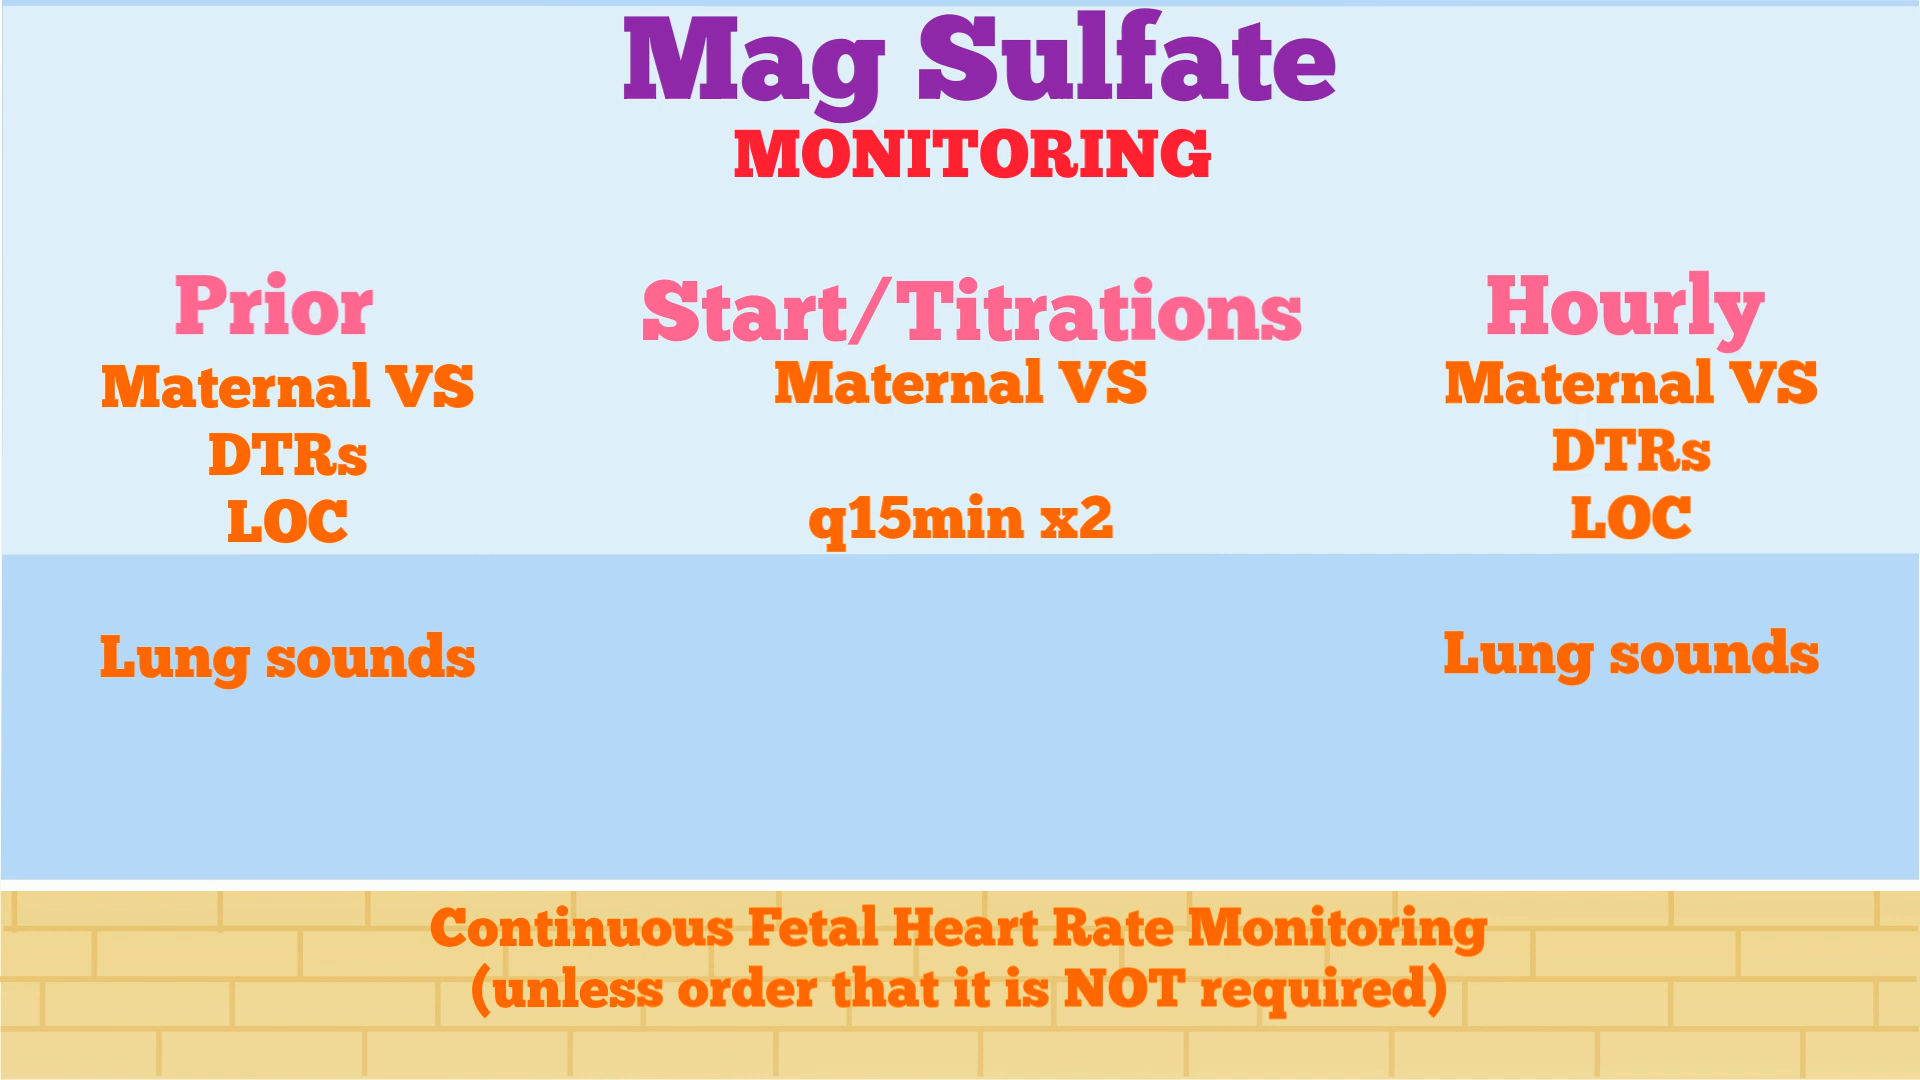 Mag Sulfate
MONITORING
Prior
Maternal VS
DTRs
LOC
Lung sounds
Start/Titrations
Maternal VS
q15min x2
Hourly
Maternal VS
DTRs
LOC
Lung sounds
Continuous Fetal Heart Rate Monitoring
(unless order that it is NOT required)